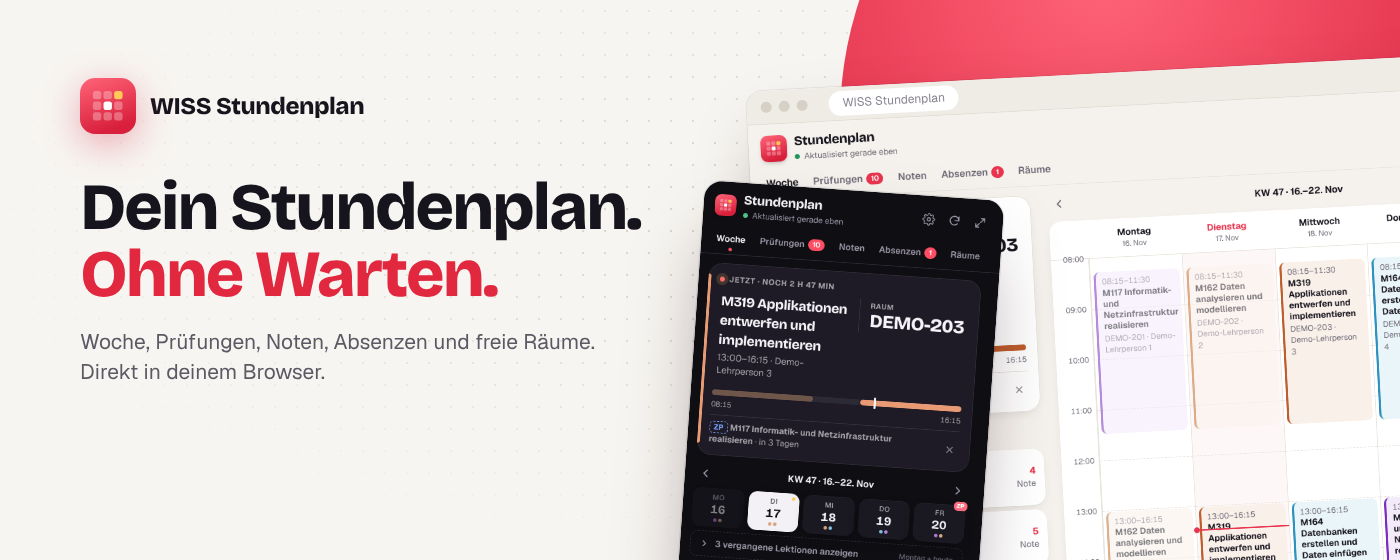 WISS Stundenplan
Dein Stundenplan.
Ohne Warten.
Woche, Prüfungen, Noten, Absenzen und freie Räume.
Direkt in deinem Browser.
WISS Stundenplan
Stundenplan
Aktualisiert gerade eben
Woche Prüfungen 10 Noten Absenzen 1 Räume
03
16:15
4
Note
5
Note
KW 47 · 16.–22. Nov
Montag
16. Nov
Dienstag
17. Nov
Mittwoch
18. Nov
08:00
09:00
10:00
11:00
12:00
13:00
08:15–11:30
M117 Informatik-
und
Netzinfrastruktur
realisieren
DEMO-201 · Demo-
Lehrperson 1
08:15–11:30
M162 Daten
analysieren und
modellieren
DEMO-202 ·
Demo-Lehrperson
2
08:15–11:30
M319
Applikationen
entwerfen und
implementieren
DEMO-203 ·
Demo-Lehrperson
3
M164
4
13:00–16:15
M162 Daten
analysieren und
modellieren
13:00–16:15
M319
Applikationen
entwerfen und
implementieren
13:00–16:15
M164
Datenbanken
erstellen und
Daten einfügen
Stundenplan
Aktualisiert gerade eben
Woche Prüfungen 10 Noten Absenzen 1 Räume
JETZT · NOCH 2 H 47 MIN
M319 Applikationen
entwerfen und
implementieren
13:00–16:15 · Demo-
Lehrperson 3
RAUM
DEMO-203
08:15 16:15
ZP M117 Informatik- und Netzinfrastruktur
realisieren · in 3 Tagen
KW 47 · 16.–22. Nov
MO
16
DI
17
MI
18
DO
19
FR
20
ZP
3 vergangene Lektionen anzeigen